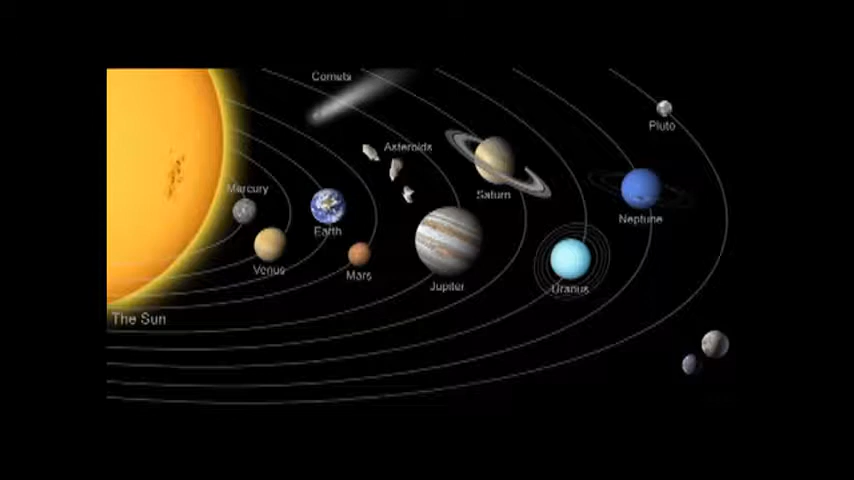 Comets
Asteroids
Pluto
Mercury
Saturn
Neptune
Earth
Venus
Mars
Jupiter
Uranus
The Sun